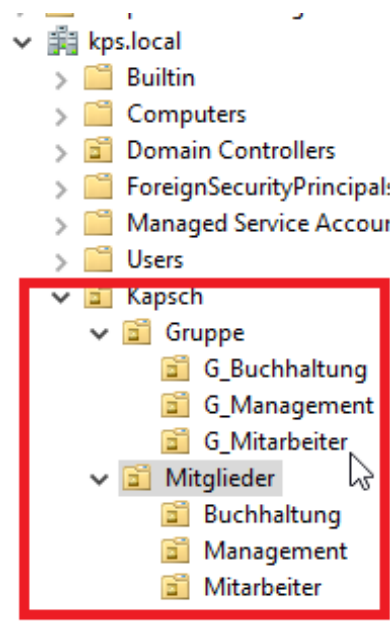 kps.local
Builtin
Computers
Domain Controllers
ForeignSecurityPrincipals
Managed Service Accour
Users
Kapsch
Gruppe
G_Buchhaltung
G_Management
G_Mitarbeiter
Mitglieder
Buchhaltung
Management
Mitarbeiter